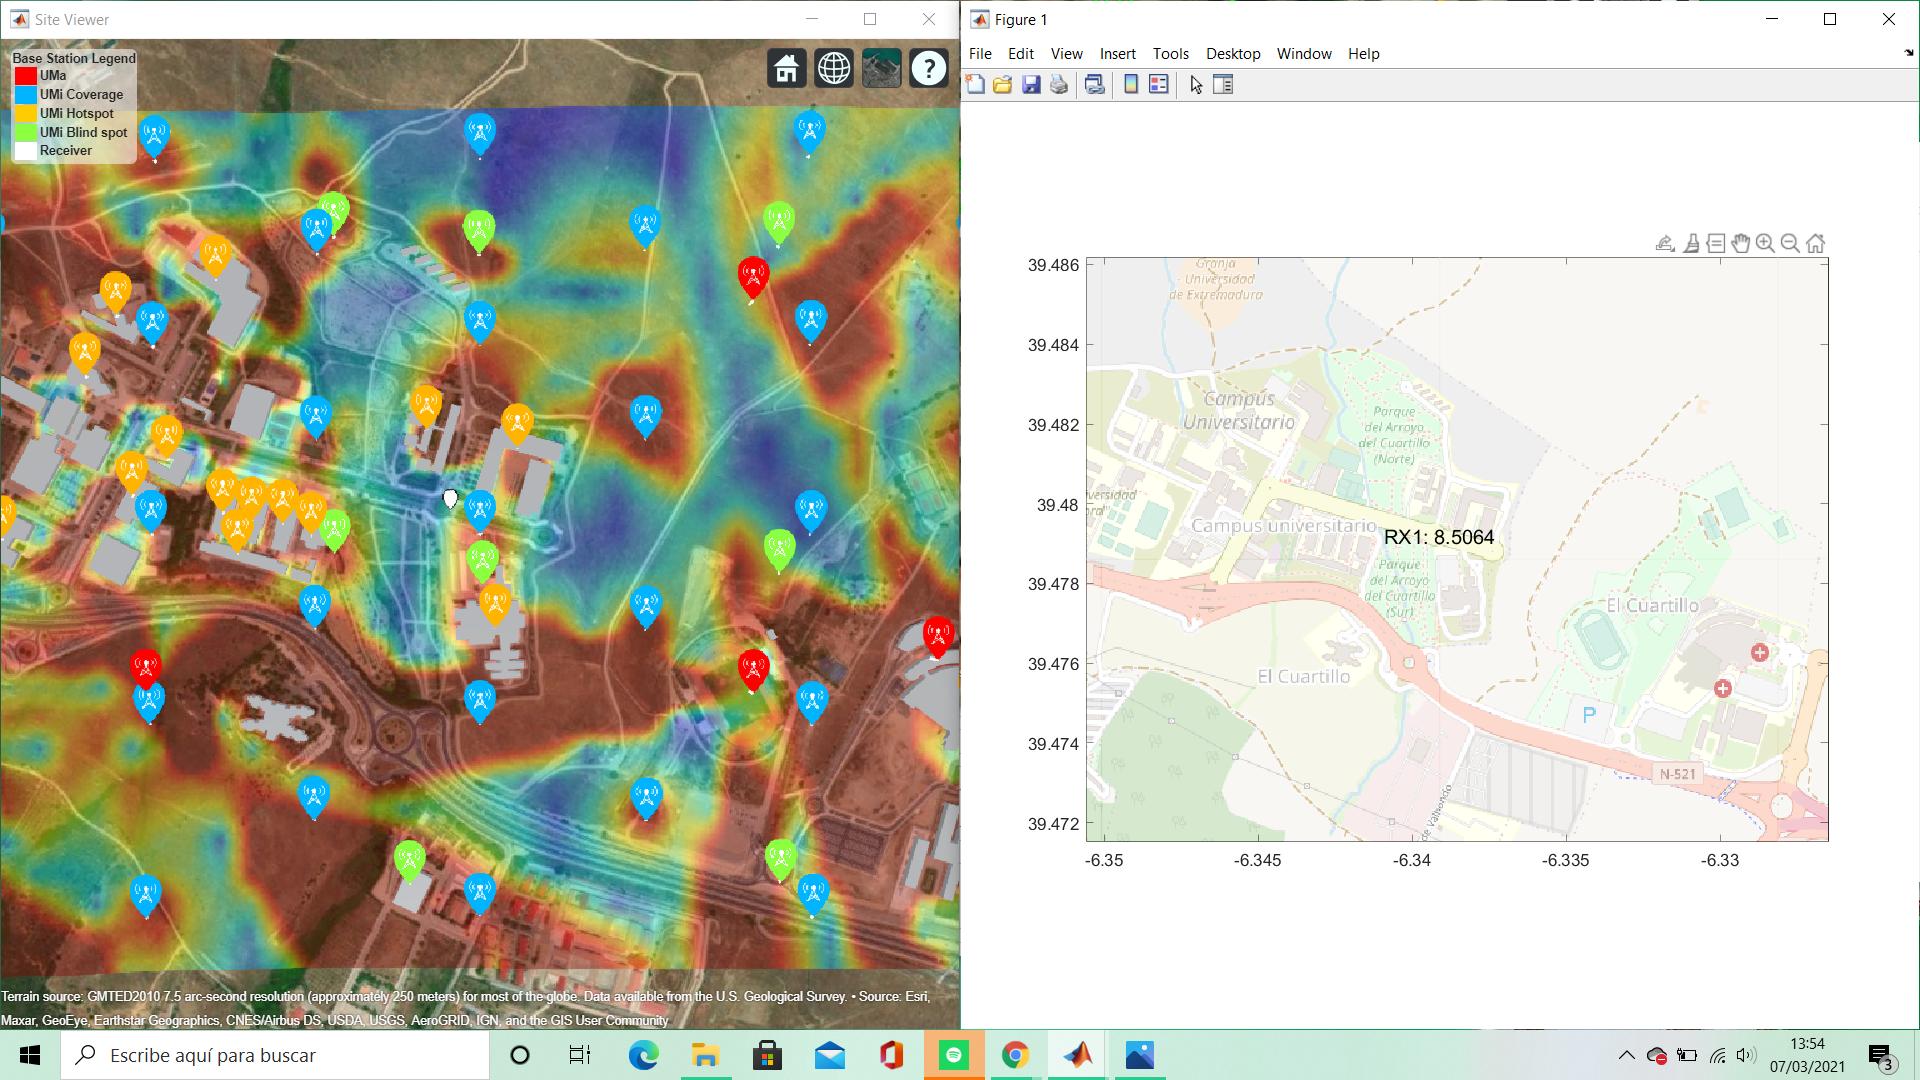 Site Viewer
Base Station Legend
UMa
UMi Coverage
UMi Hotspot
UMi Blind spot
Receiver
?
Terrain source: GMTED2010 7.5 arc-second resolution (approximately 250 meters) for most of the globe. Data available from the U.S. Geological Survey. • Source: Esri,
Maxar, GeoEye, Earthstar Geographics, CNES/Airbus DS, USDA, USGS, AeroGRID, IGN, and the GIS User Community
Figure 1
File Edit View Insert Tools Desktop Window Help
39.486
39.484
39.482
39.48
39.478
39.476
39.474
39.472
-6.35
-6.345
-6.34
-6.335
-6.33
Granja
Universidad
de Extremadura
Campus
Universitario
Parque
del Arroyo
del Cuartillo
(Norte)
Campus universitario
RX1: 8.5064
Parque
del Arroyo
del Cuartillo
(Sur)
El Cuartillo
El Cuartillo
P
N-521
Escribe aquí para buscar
13:54
07/03/2021
3